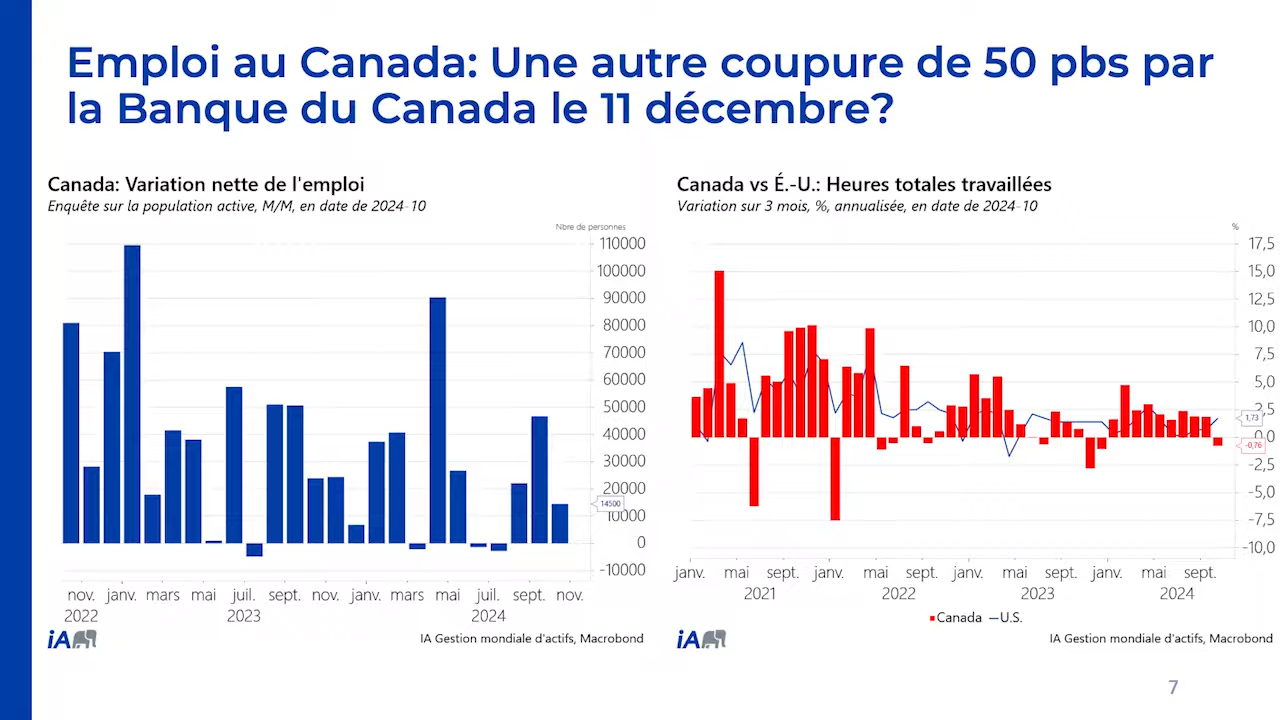 Emploi au Canada: Une autre coupure de 50 pbs par
la Banque du Canada le 11 décembre?
Canada: Variation nette de l'emploi
Enquête sur la population active, M/M, en date de 2024-10
Nbre de personnes
110000
100000
90000
80000
70000
60000
50000
40000
30000
20000
14500
10000
0
-10000
nov. janv. mars mai juil. sept. nov. janv. mars mai juil. sept. nov.
2022 2023 2024
iA
IA Gestion mondiale d'actifs, Macrobond
Canada vs É.-U.: Heures totales travaillées
Variation sur 3 mois, %, annualisée, en date de 2024-10
%
17,5
15,0
12,5
10,0
7,5
5,0
2,5
1,73
0,0
-0,76
-2,5
-5,0
-7,5
-10,0
janv. mai sept. janv. mai sept. janv. mai sept. janv. mai sept.
2021 2022 2023 2024
Canada U.S.
iA
IA Gestion mondiale d'actifs, Macrobond
7